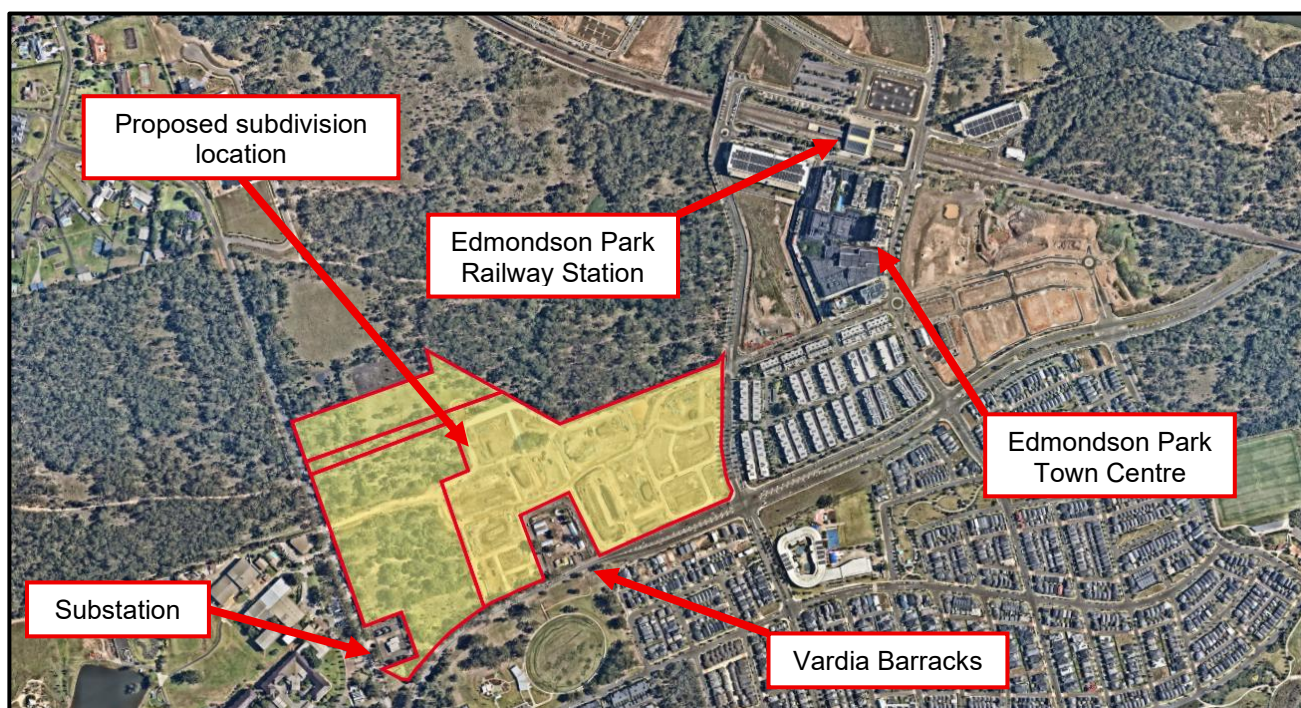 Proposed subdivision
location
Edmondson Park
Railway Station
Edmondson Park
Town Centre
Substation
Vardia Barracks